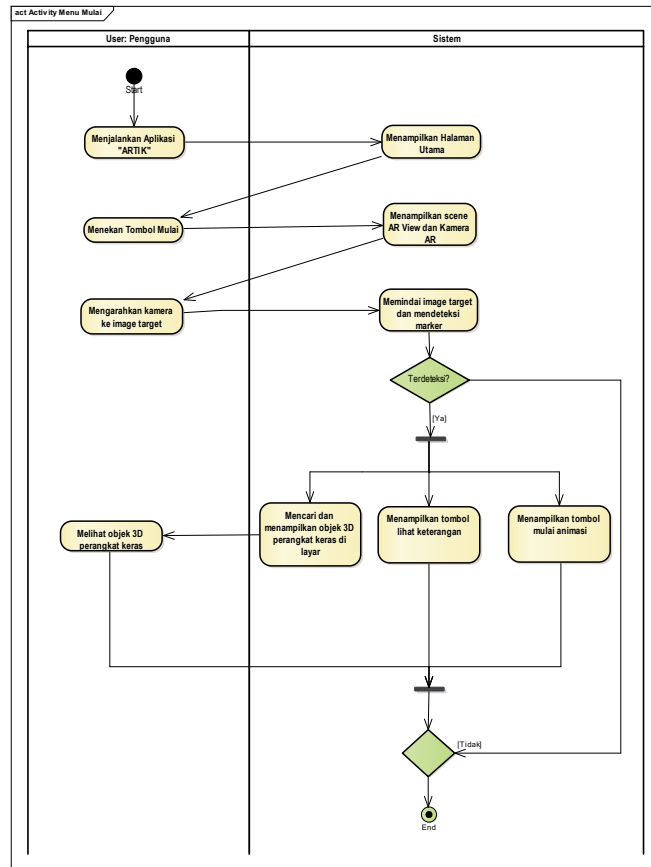 act Activity Menu Mulai
User: Pengguna
Sistem
Start
Menjalankan Aplikasi
"ARTIK"
Menampilkan Halaman
Utama
Menekan Tombol Mulai
Menampilkan scene
AR View dan Kamera
AR
Mengarahkan kamera
ke image target
Memindai image target
dan mendeteksi
marker
Terdeteksi?
[Ya]
Melihat objek 3D
perangkat keras
Mencari dan
menampilkan objek 3D
perangkat keras di
layar
Menampilkan tombol
lihat keterangan
Menampilkan tombol
mulai animasi
[Tidak]
End